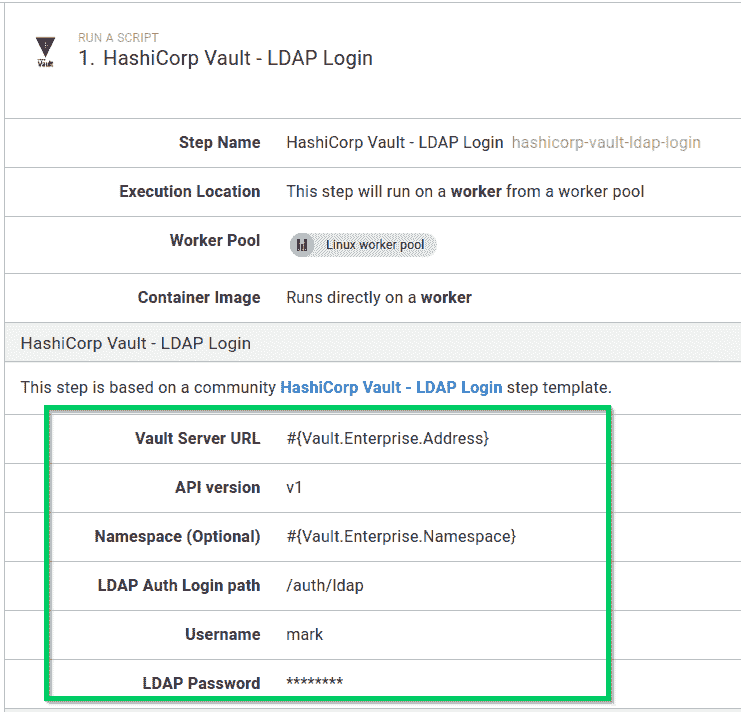 RUN A SCRIPT
Vault
1. HashiCorp Vault - LDAP Login
Step Name HashiCorp Vault - LDAP Login hashicorp-vault-ldap-login
Execution Location This step will run on a worker from a worker pool
Worker Pool Linux worker pool
Container Image Runs directly on a worker
HashiCorp Vault - LDAP Login
This step is based on a community HashiCorp Vault - LDAP Login step template.
Vault Server URL #{Vault.Enterprise.Address}
API version v1
Namespace (Optional) #{Vault.Enterprise.Namespace}
LDAP Auth Login path /auth/ldap
Username mark
LDAP Password ********